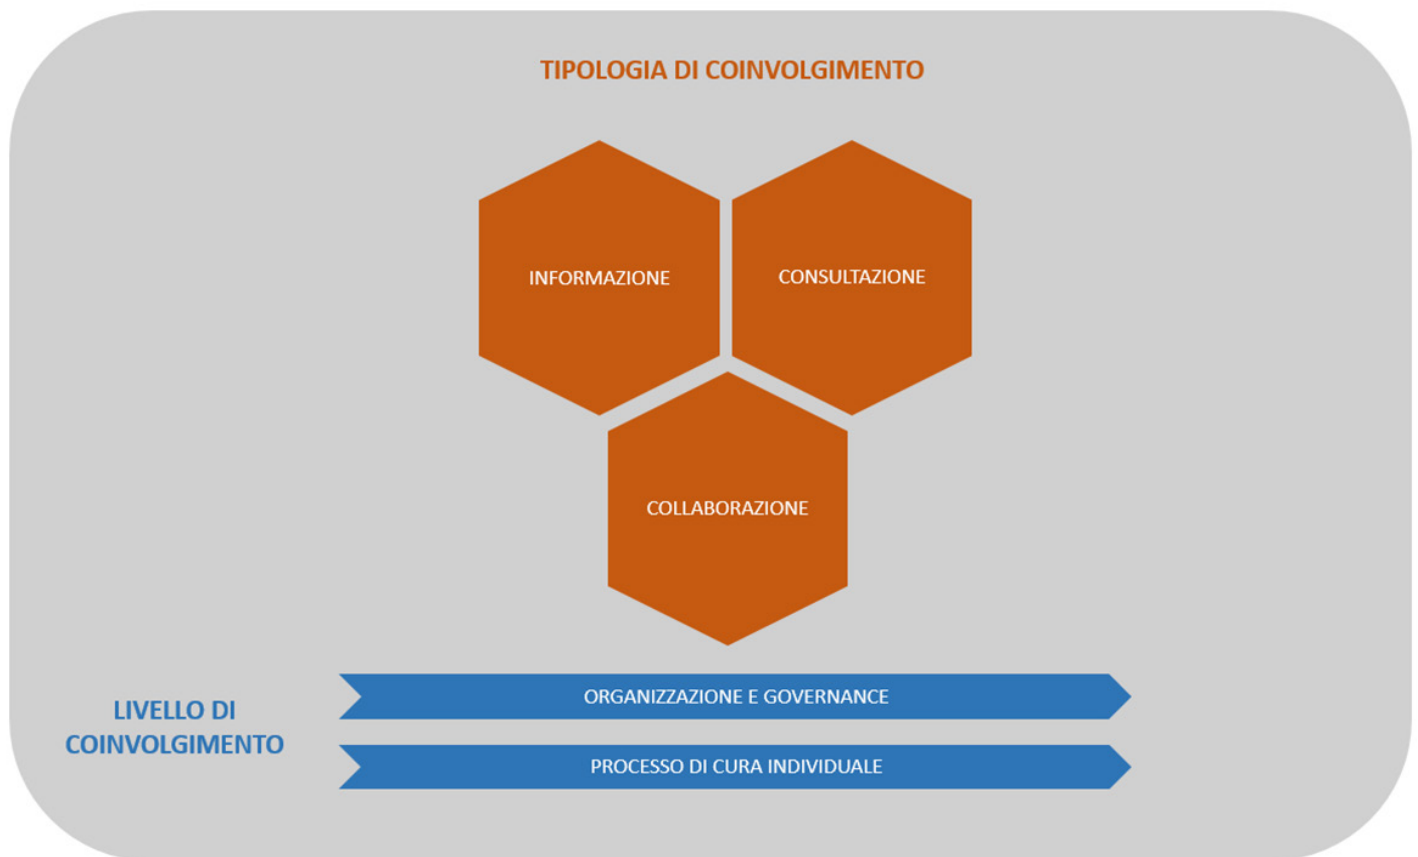 TIPOLOGIA DI COINVOLGIMENTO
INFORMAZIONE
CONSULTAZIONE
COLLABORAZIONE
LIVELLO DI
COINVOLGIMENTO
ORGANIZZAZIONE E GOVERNANCE
PROCESSO DI CURA INDIVIDUALE